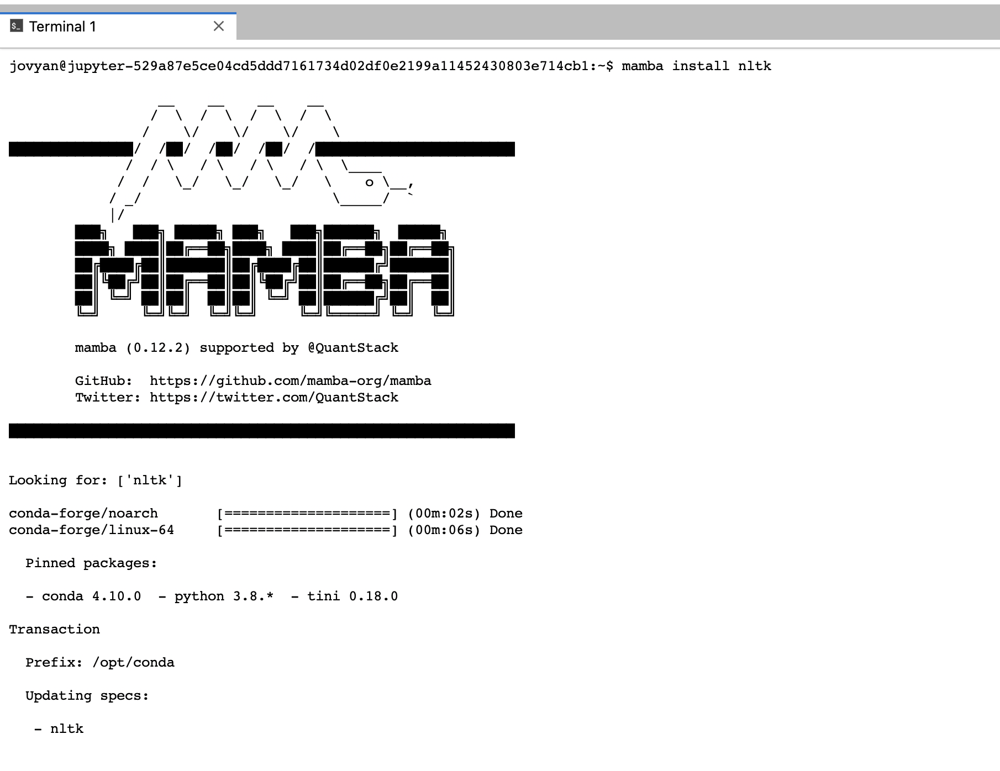 Terminal 1
jovyan@jupyter-529a87e5ce04cd5ddd7161734d02df0e2199a11452430803e714cb1:~$ mamba install nltk
MAMBA
mamba (0.12.2) supported by @QuantStack
GitHub:  https://github.com/mamba-org/mamba
Twitter: https://twitter.com/QuantStack
Looking for: ['nltk']
conda-forge/noarch       [====================] (00m:02s) Done
conda-forge/linux-64     [====================] (00m:06s) Done
Pinned packages:
- conda 4.10.0  - python 3.8.*  - tini 0.18.0
Transaction
Prefix: /opt/conda
Updating specs:
- nltk